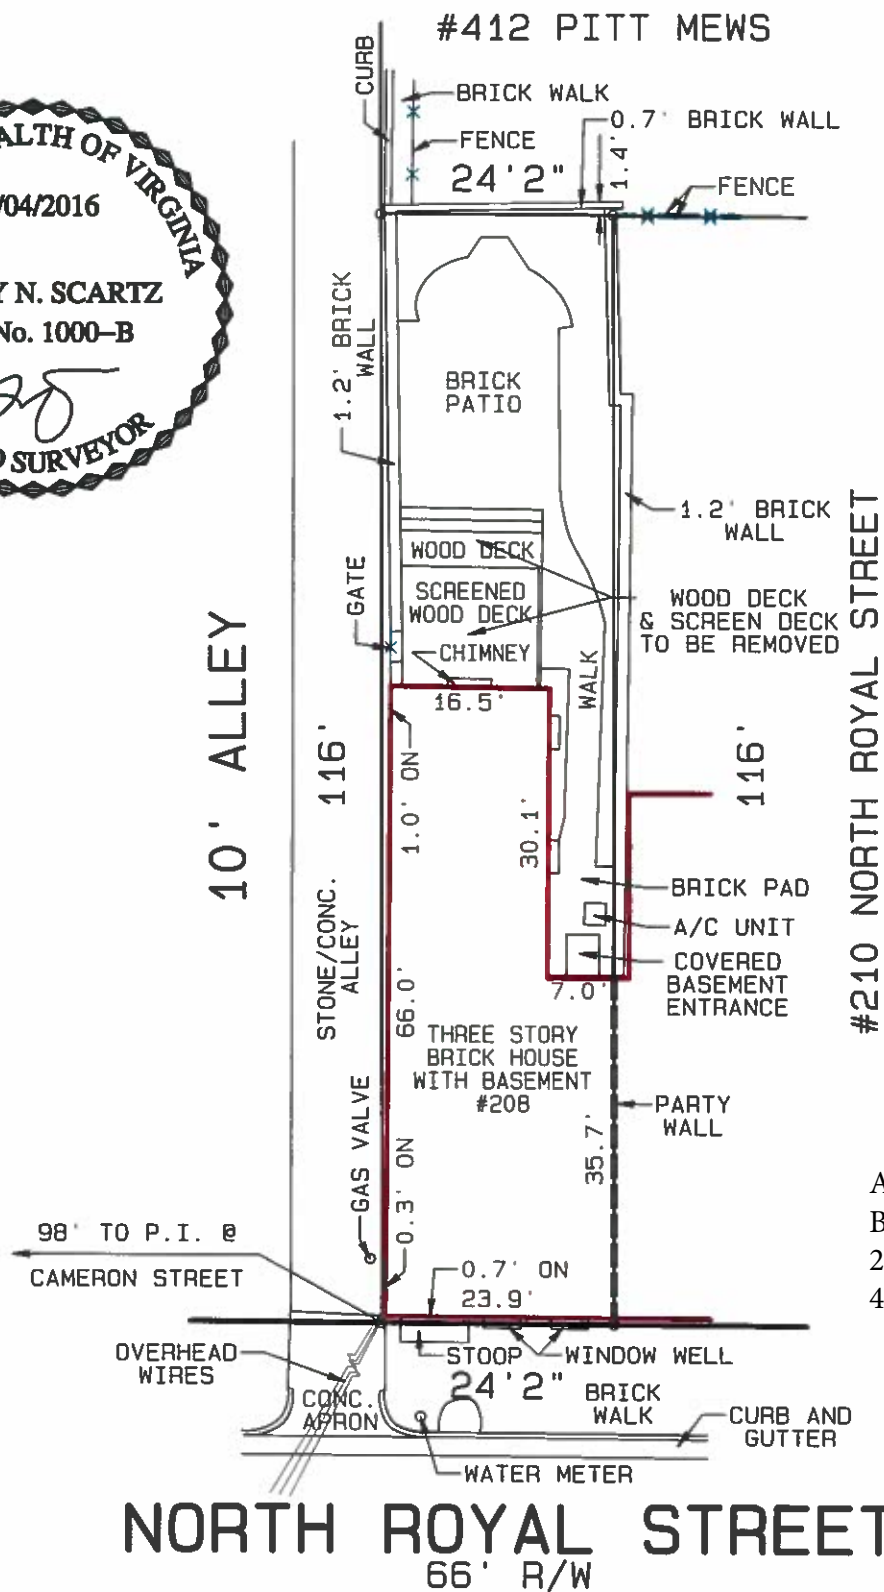 #412 PITT MEWS
CURB
BRICK WALK
FENCE
24'2"
0.7' BRICK WALL
1.4'
FENCE
ALTH OF VIRGINIA
/04/2016
Y N. SCARTZ
No. 1000-B
SURVEYOR
1.2' BRICK
WALL
BRICK
PATIO
1.2' BRICK
WALL
WOOD DECK
SCREENED
WOOD DECK
WOOD DECK
& SCREEN DECK
TO BE REMOVED
GATE
CHIMNEY
16.5'
WALK
10' ALLEY
116'
1.0' ON
30.1'
116'
#210 NORTH ROYAL STREET
BRICK PAD
A/C UNIT
COVERED
BASEMENT
ENTRANCE
7.0'
STONE/CONC.
ALLEY
66.0'
THREE STORY
BRICK HOUSE
WITH BASEMENT
#208
PARTY
WALL
35.7'
GAS VALVE
0.3' ON
A
B
2
4
98' TO P.I. @
CAMERON STREET
0.7' ON
23.9'
OVERHEAD
WIRES
STOOP
WINDOW WELL
24'2"
BRICK
WALK
CONC.
APRON
CURB AND
GUTTER
WATER METER
NORTH ROYAL STREET
66' R/W